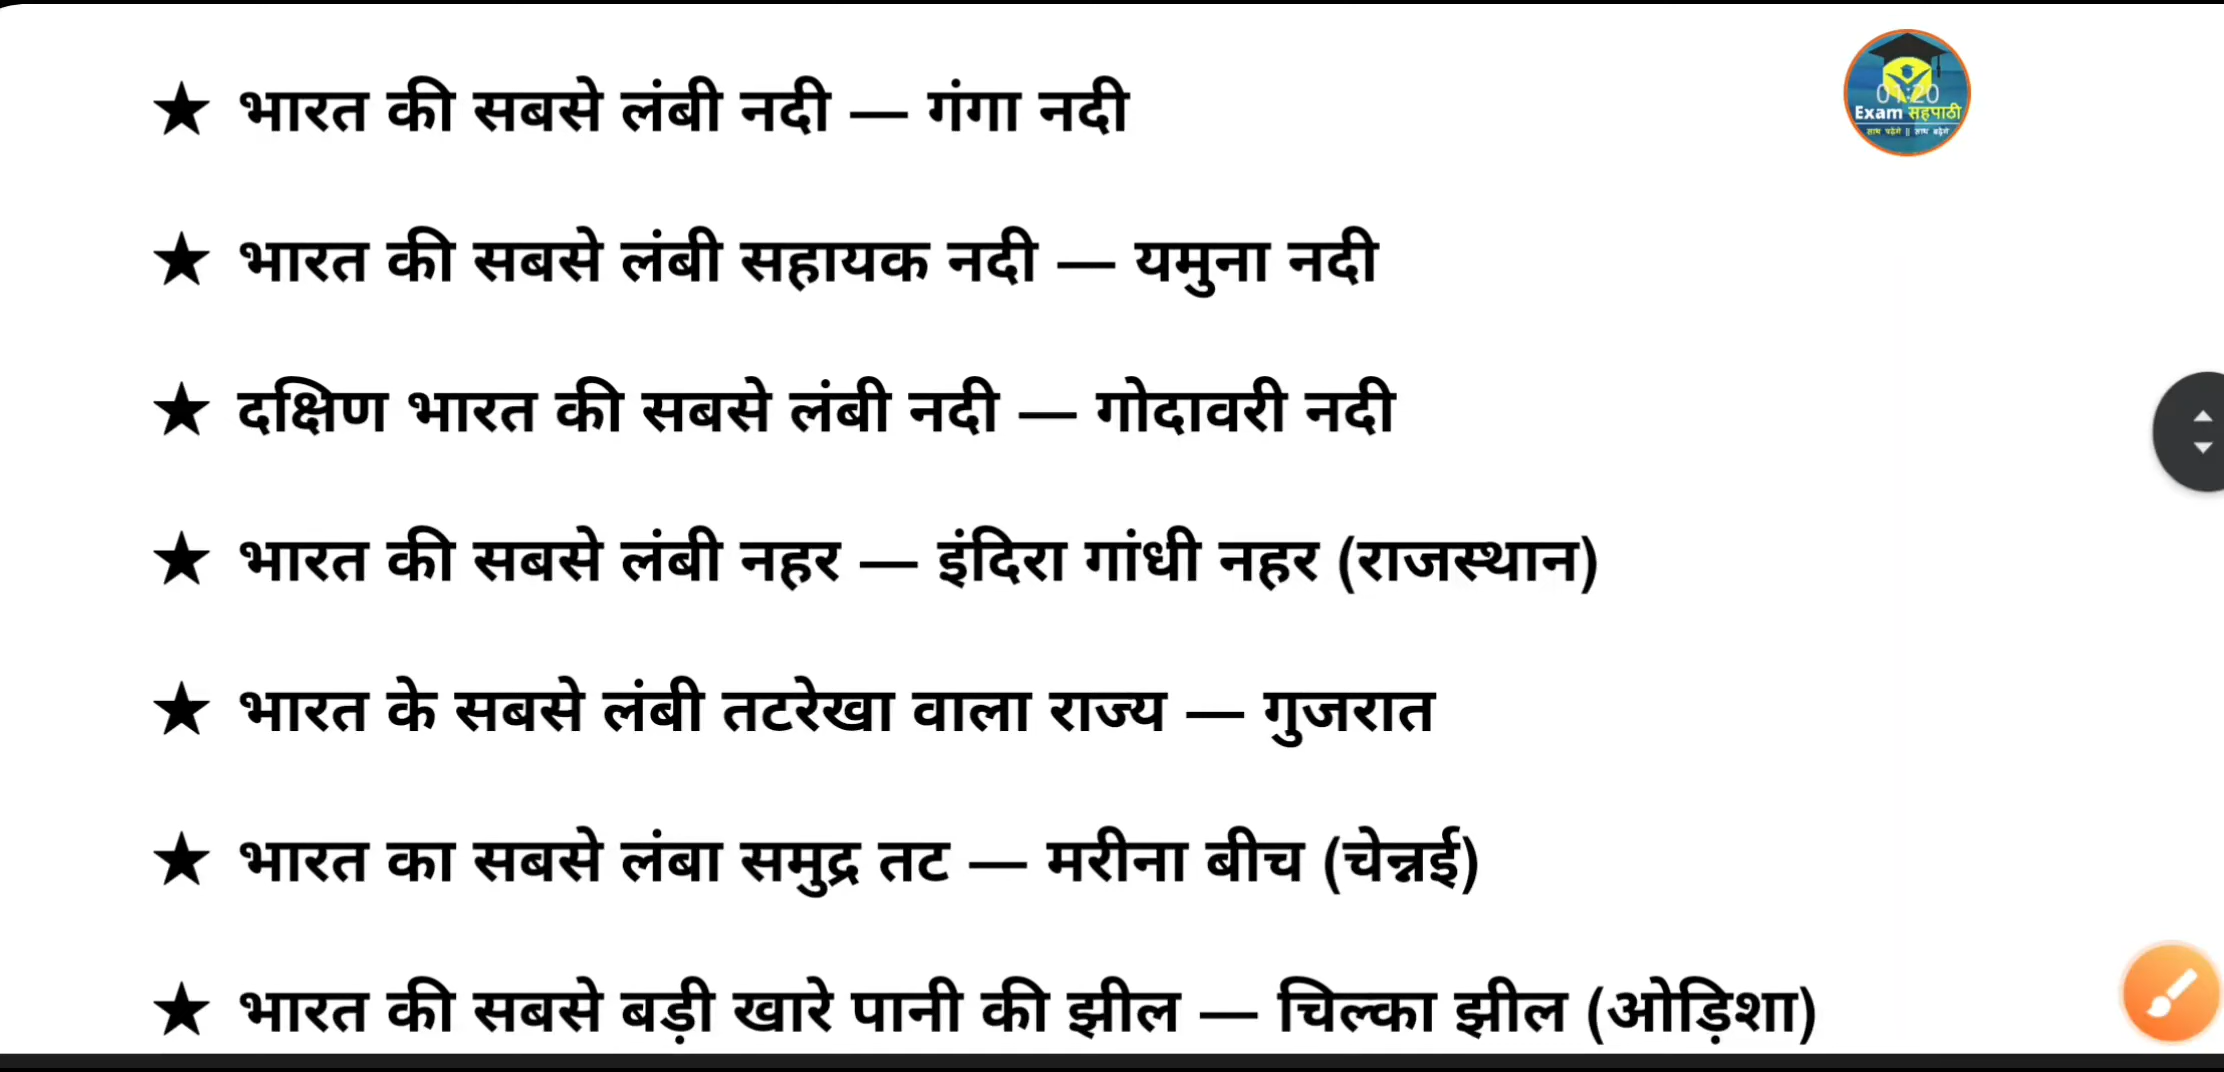 ★ भारत की सबसे लंबी नदी — गंगा नदी
01:20
Exam सहपाठी
★ भारत की सबसे लंबी सहायक नदी — यमुना नदी
★ दक्षिण भारत की सबसे लंबी नदी — गोदावरी नदी
★ भारत की सबसे लंबी नहर — इंदिरा गांधी नहर (राजस्थान)
★ भारत के सबसे लंबी तटरेखा वाला राज्य — गुजरात
★ भारत का सबसे लंबा समुद्र तट — मरीना बीच (चेन्नई)
★ भारत की सबसे बड़ी खारे पानी की झील — चिल्का झील (ओड़िशा)